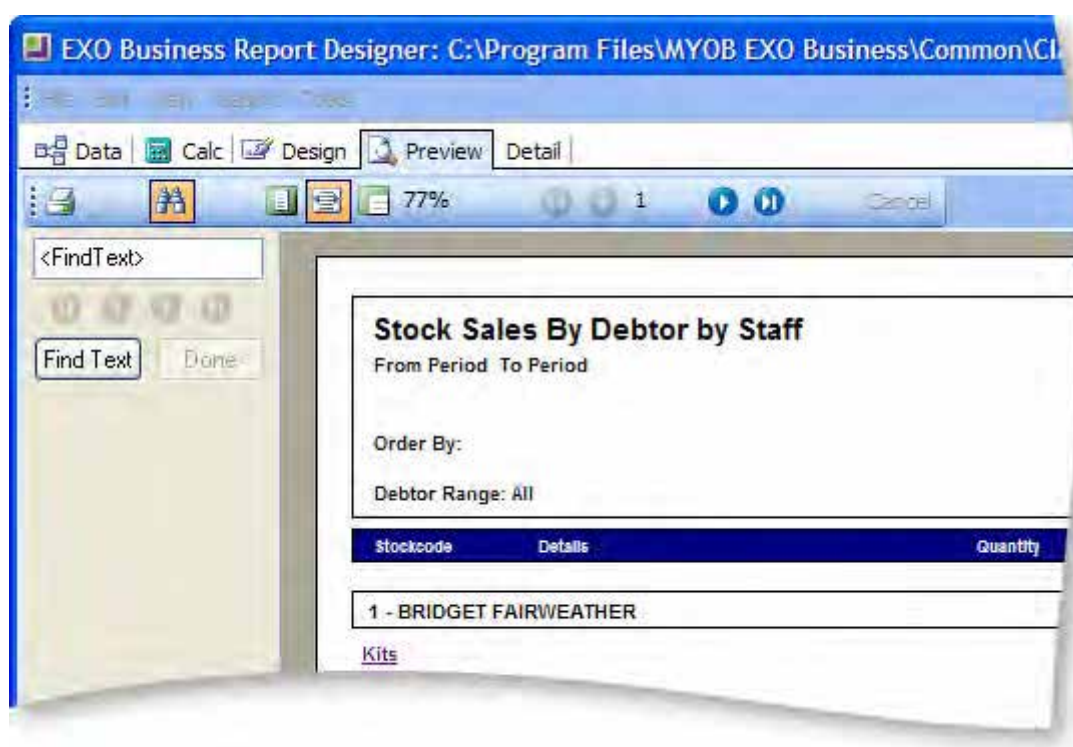 EXO Business Report Designer: C:\Program Files\MYOB EXO Business\Common\Cl
Data Calc Design Preview Detail
77% 1 Cancel
<FindText>
Find Text Done
Stock Sales By Debtor by Staff
From Period To Period
Order By:
Debtor Range: All
Stockcode Details Quantity
1 - BRIDGET FAIRWEATHER
Kits